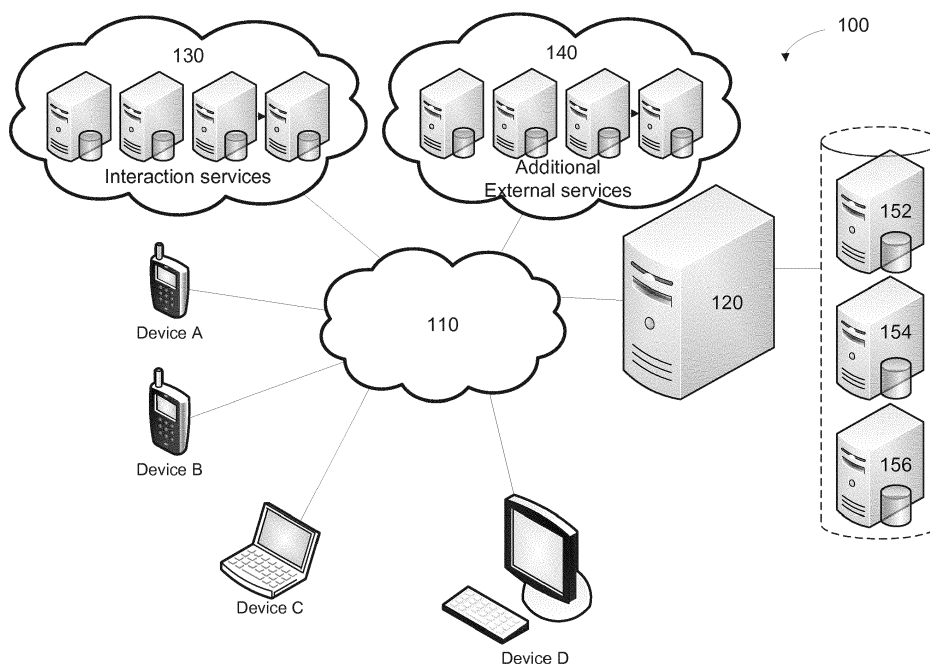 100
130
140
Interaction services
Additional
External services
152
120
154
110
Device A
156
Device B
Device C
Device D